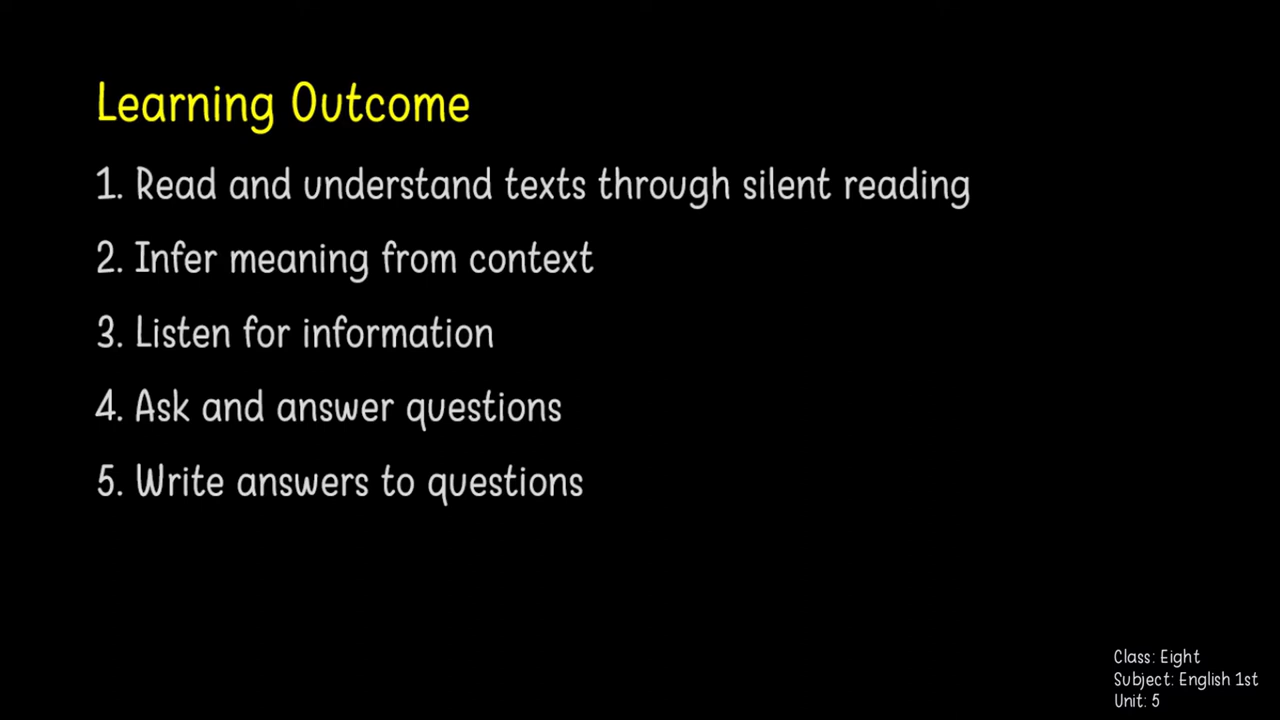 Learning Outcome
1. Read and understand texts through silent reading
2. Infer meaning from context
3. Listen for information
4. Ask and answer questions
5. Write answers to questions
Class: Eight
Subject: English 1st
Unit: 5